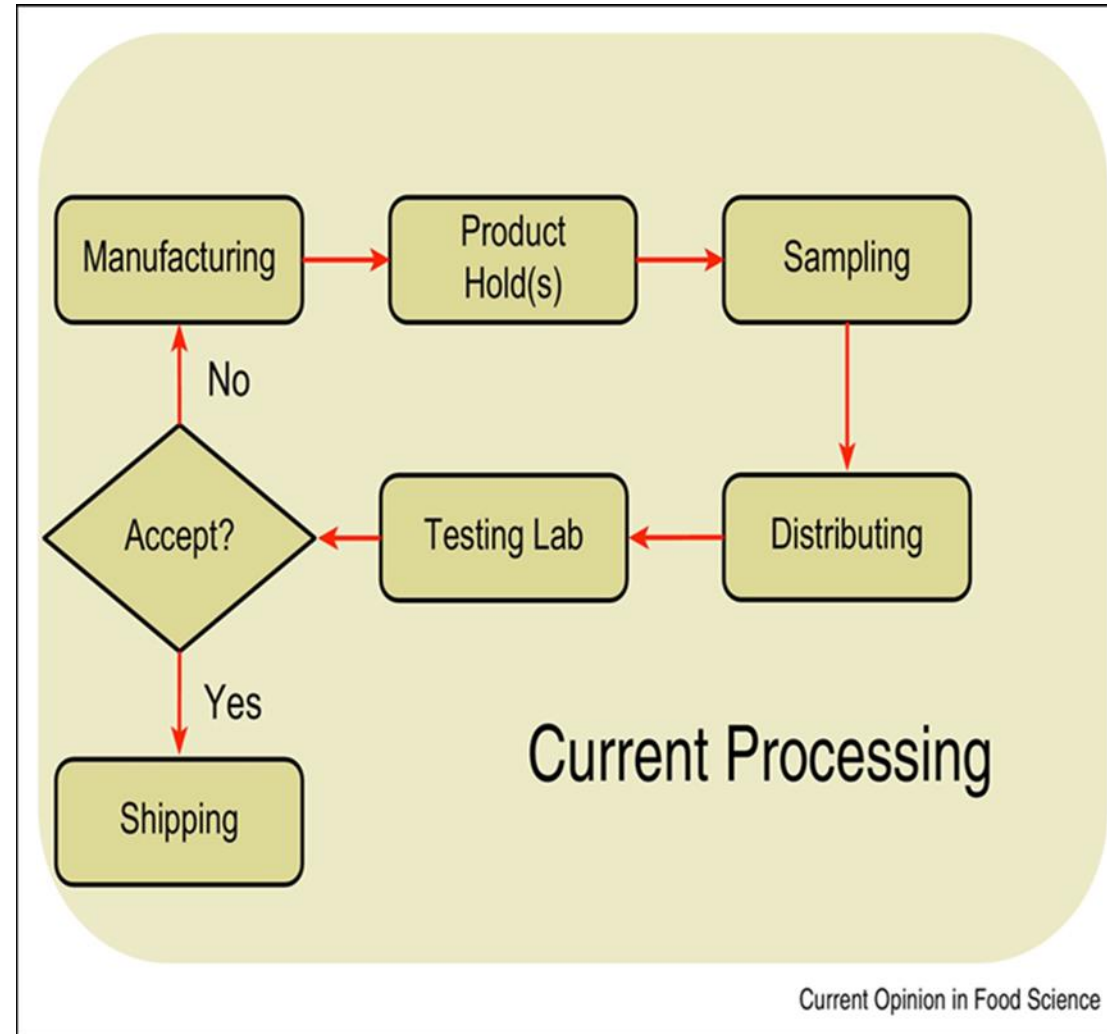 Manufacturing
Product
Hold(s)
Sampling
No
Accept?
Testing Lab
Distributing
Yes
Current Processing
Shipping
Current Opinion in Food Science